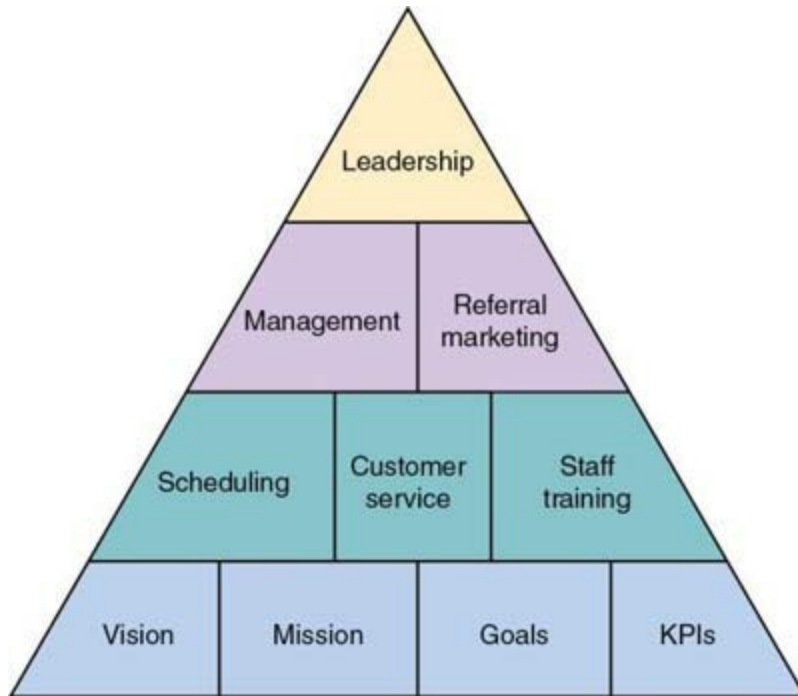 Leadership
Management
Referral
marketing
Scheduling
Customer
service
Staff
training
Vision
Mission
Goals
KPIs